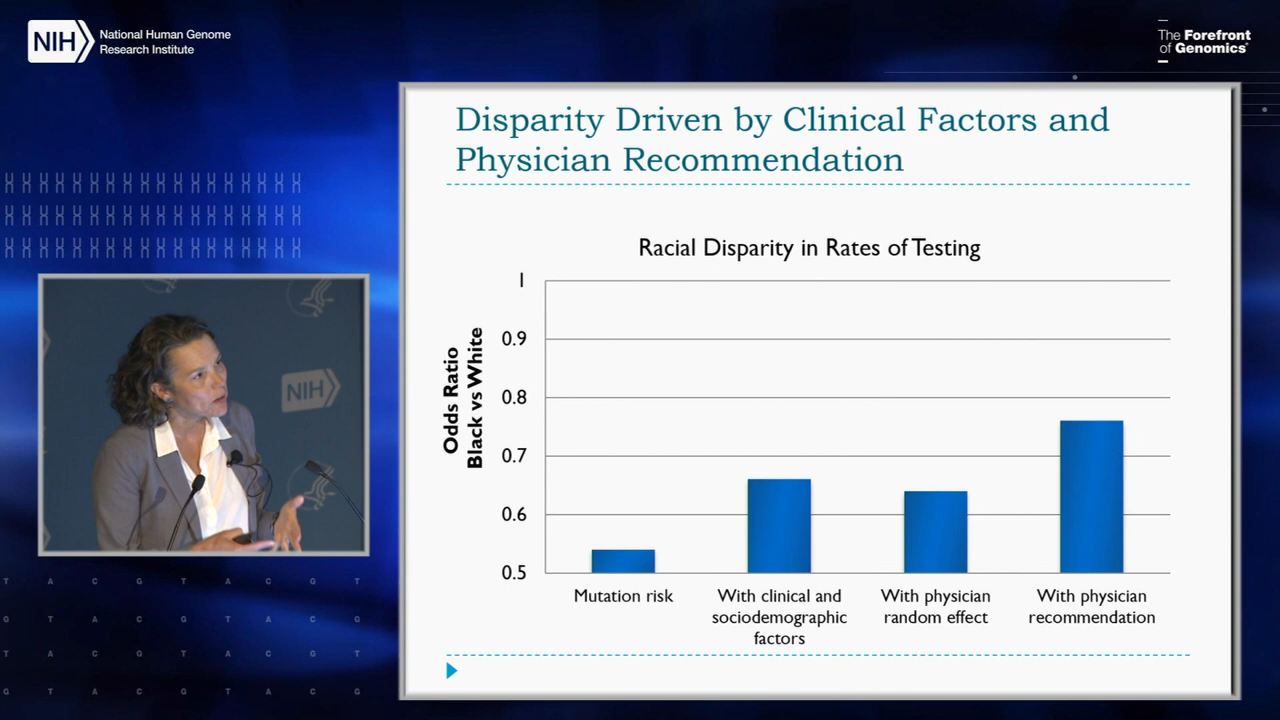 NIH
National Human Genome
Research Institute
The Forefront
of Genomics®
Disparity Driven by Clinical Factors and
Physician Recommendation
Racial Disparity in Rates of Testing
Odds Ratio
Black vs White
1
0.9
0.8
0.7
0.6
0.5
Mutation risk
With clinical and
sociodemographic
factors
With physician
random effect
With physician
recommendation
NIH
T A C G T A C G T
G T A C G T A C G
T A C G T A C G T
G T A C G T A C G